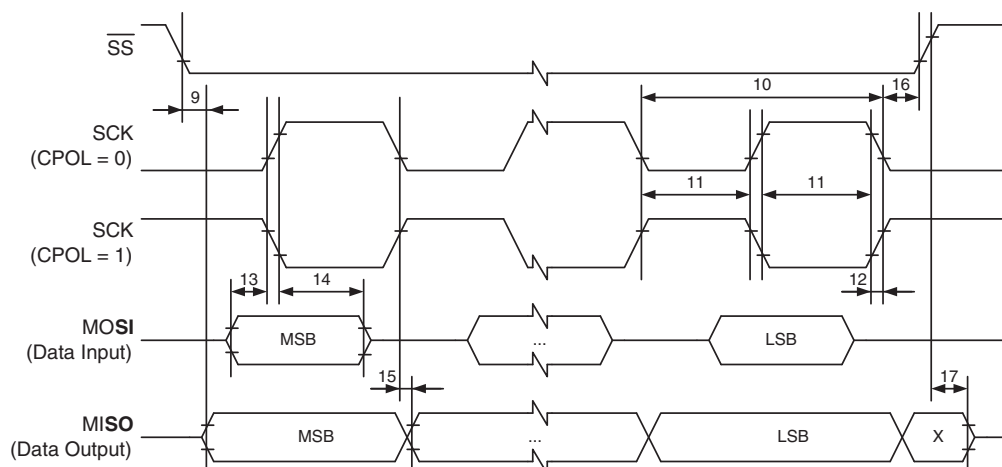 SS
10
16
9
SCK
(CPOL = 0)
11
11
SCK
(CPOL = 1)
13
14
12
MOSI
(Data Input)
MSB
...
LSB
15
17
MISO
(Data Output)
MSB
...
LSB
X